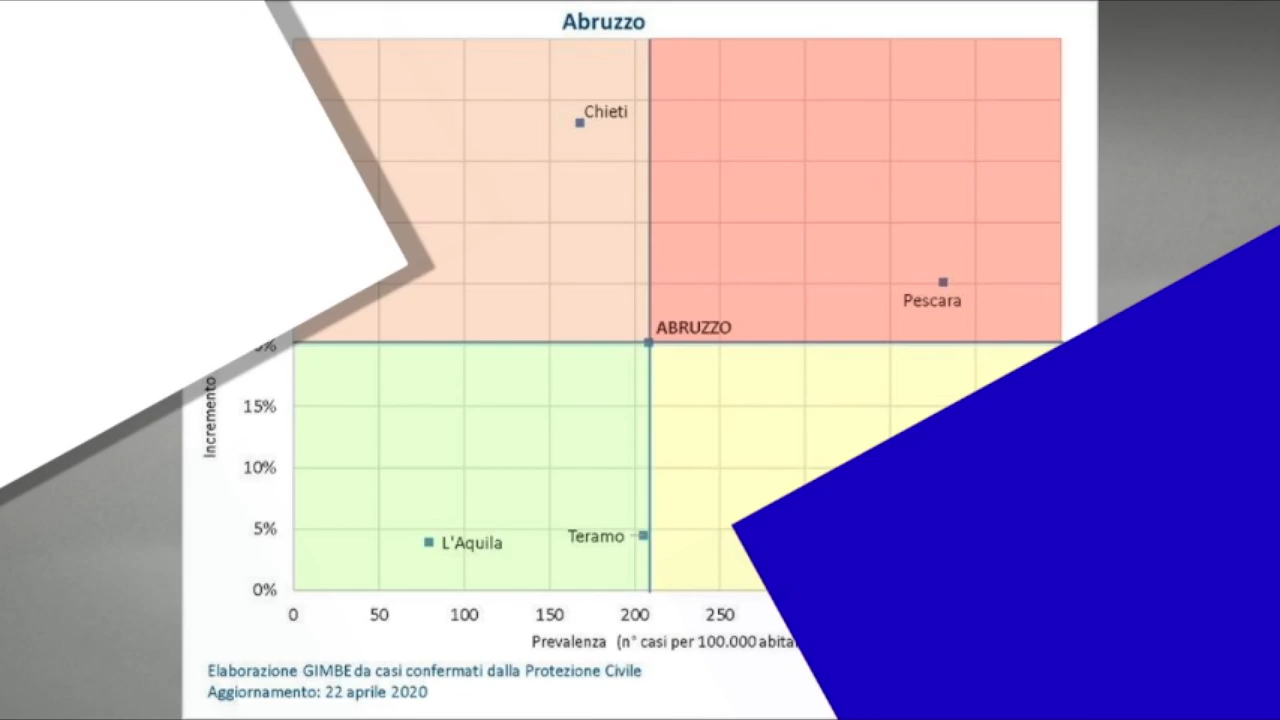 Abruzzo
Chieti
Pescara
ABRUZZO
Incremento
15%
10%
5%
0%
L'Aquila
Teramo
0 50 100 150 200 250
Prevalenza (n° casi per 100.000
Elaborazione GIMBE da casi confermati dalla Protezione Civile
Aggiornamento: 22 aprile 2020